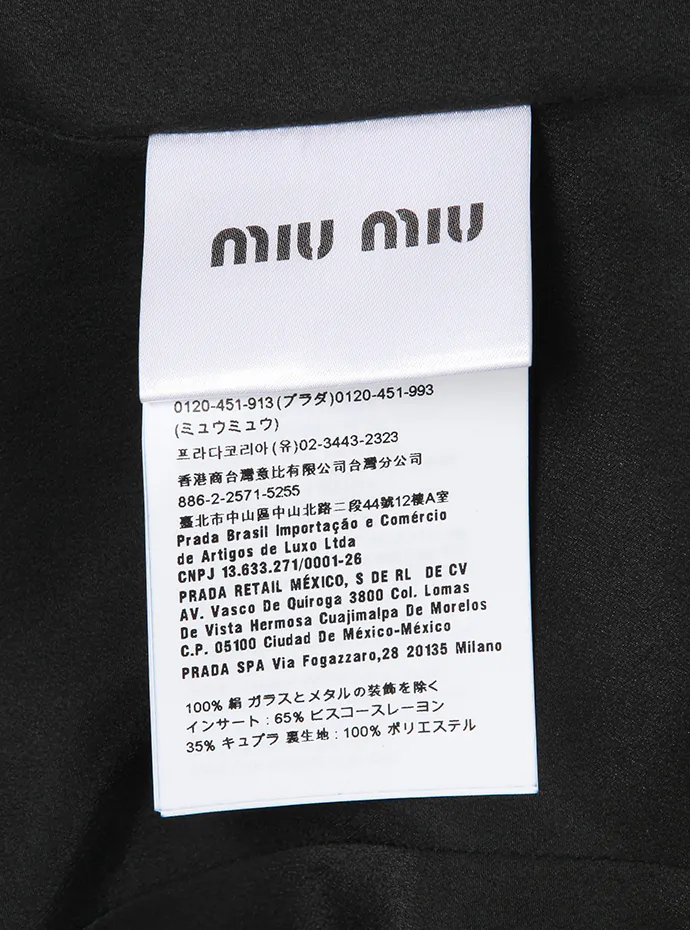 miu miu
0120-451-913(プラダ)0120-451-993
(ミュウミュウ)
프라다코리아(유)02-3443-2323
香港商台灣意比有限公司台灣分公司
886-2-2571-5255
臺北市中山區中山北路二段44號12樓A室
Prada Brasil Importação e Comércio
de Artigos de Luxo Ltda
CNPJ 13.633.271/0001-26
PRADA RETAIL MÉXICO, S DE RL DE CV
AV. Vasco De Quiroga 3800 Col. Lomas
De Vista Hermosa Cuajimalpa De Morelos
C.P. 05100 Ciudad De México-México
PRADA SPA Via Fogazzaro,28 20135 Milano
100% 絹 ガラスとメタルの装飾を除く
インサート : 65% ビスコースレーヨン
35% キュプラ 裏生地 : 100% ポリエステル